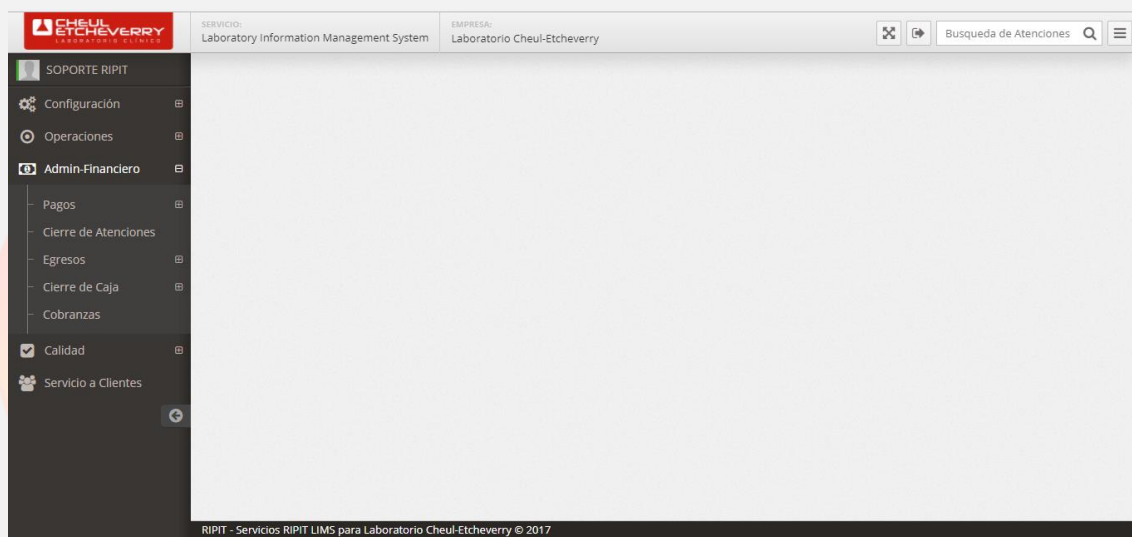 CHEUL
ETCHEVERRY
LABORATORIO CLÍNICO
SERVICIO:
Laboratory Information Management System
EMPRESA:
Laboratorio Cheul-Etcheverry
Busqueda de Atenciones
SOPORTE RIPIT
Configuración
Operaciones
Admin-Financiero
Pagos
Cierre de Atenciones
Egresos
Cierre de Caja
Cobranzas
Calidad
Servicio a Clientes
RIPIT - Servicios RIPIT LIMS para Laboratorio Cheul-Etcheverry © 2017